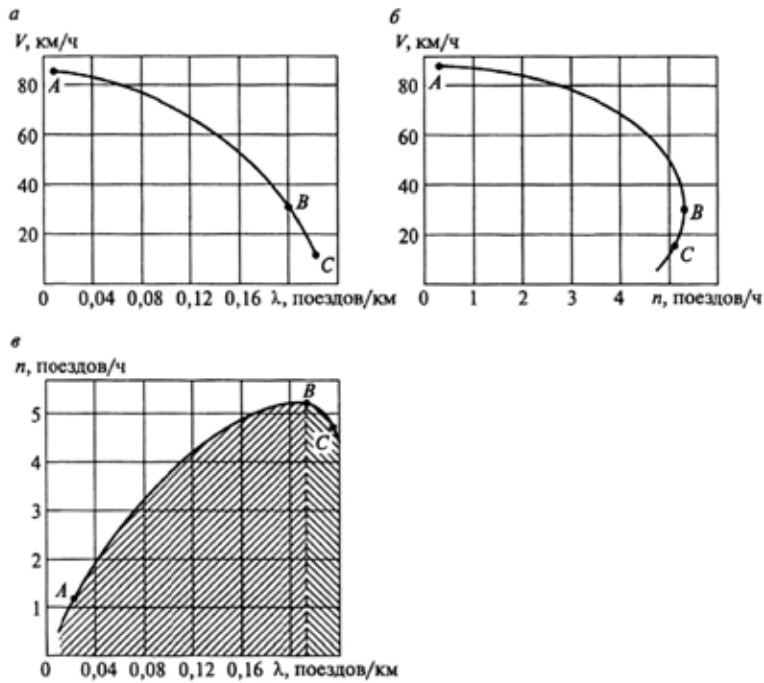 а
V, км/ч
80
60
40
20
A
B
C
0 0,04 0,08 0,12 0,16 λ, поездов/км
б
V, км/ч
80
60
40
20
A
B
C
0 1 2 3 4 n, поездов/ч
в
n, поездов/ч
5
4
3
2
1
A
B
C
0 0,04 0,08 0,12 0,16 λ, поездов/км